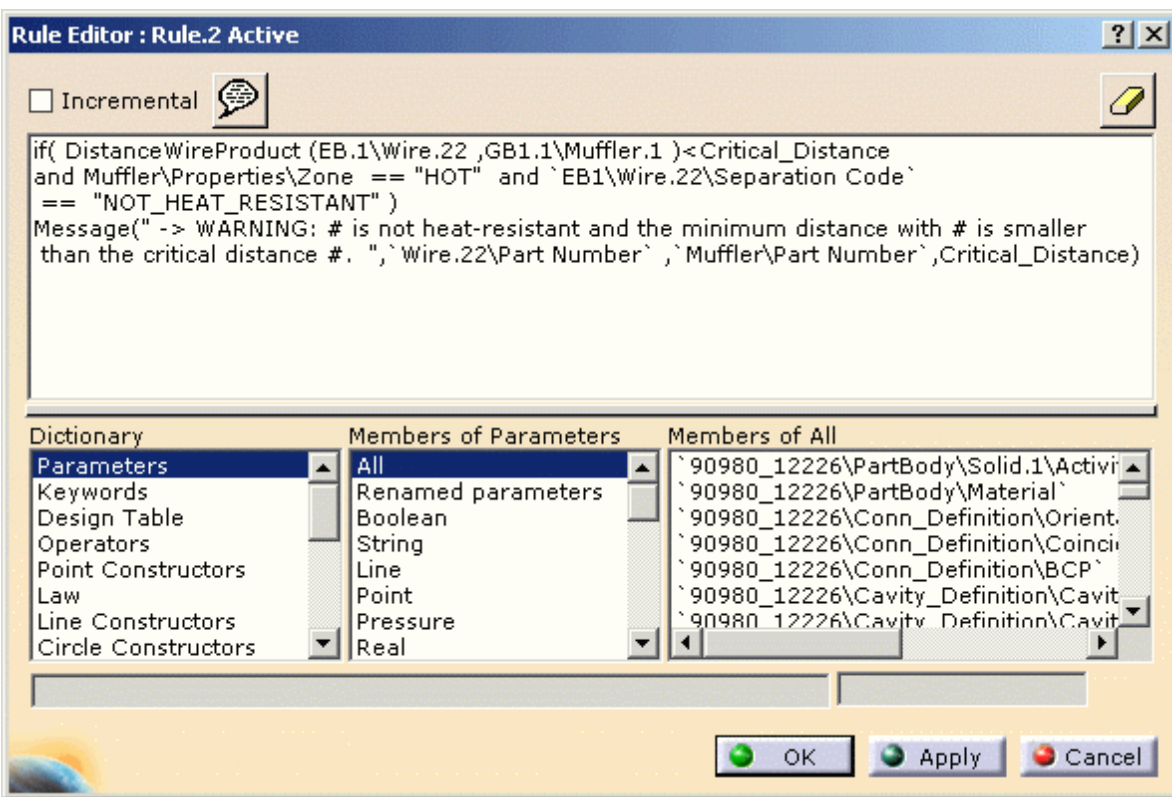 Rule Editor : Rule.2 Active
Incremental
if( DistanceWireProduct (EB.1\Wire.22 ,GB1.1\Muffler.1 )<Critical_Distance
and Muffler\Properties\Zone == "HOT" and `EB1\Wire.22\Separation Code`
== "NOT_HEAT_RESISTANT" )
Message(" -> WARNING: # is not heat-resistant and the minimum distance with # is smaller
than the critical distance #. ",`Wire.22\Part Number` ,`Muffler\Part Number`,Critical_Distance)
Dictionary
Parameters
Keywords
Design Table
Operators
Point Constructors
Law
Line Constructors
Circle Constructors
Members of Parameters
All
Renamed parameters
Boolean
String
Line
Point
Pressure
Real
Members of All
`90980_12226\PartBody\Solid.1\Activi
`90980_12226\PartBody\Material`
`90980_12226\Conn_Definition\Orient
`90980_12226\Conn_Definition\Coinci
`90980_12226\Conn_Definition\BCP`
`90980_12226\Cavity_Definition\Cavit
`90980_12226\Cavity_Definition\Cavit
OK
Apply
Cancel